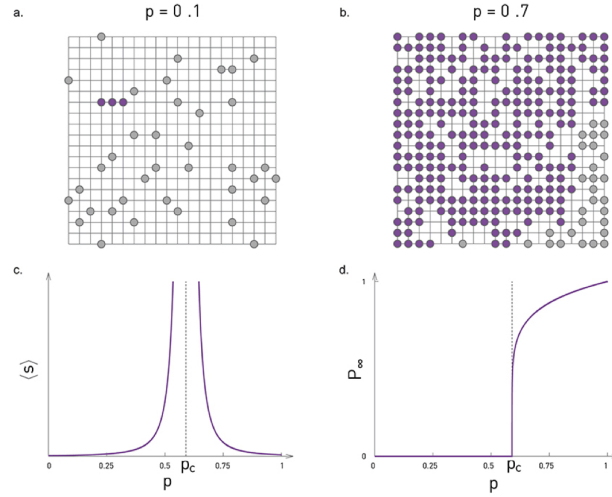 a.
p = 0 .1
b.
p = 0 .7
c.
⟨s⟩
0 0.25 0.5 0.75 1
pc
p
d.
P∞
1
0
0 0.25 0.5 0.75 1
pc
p